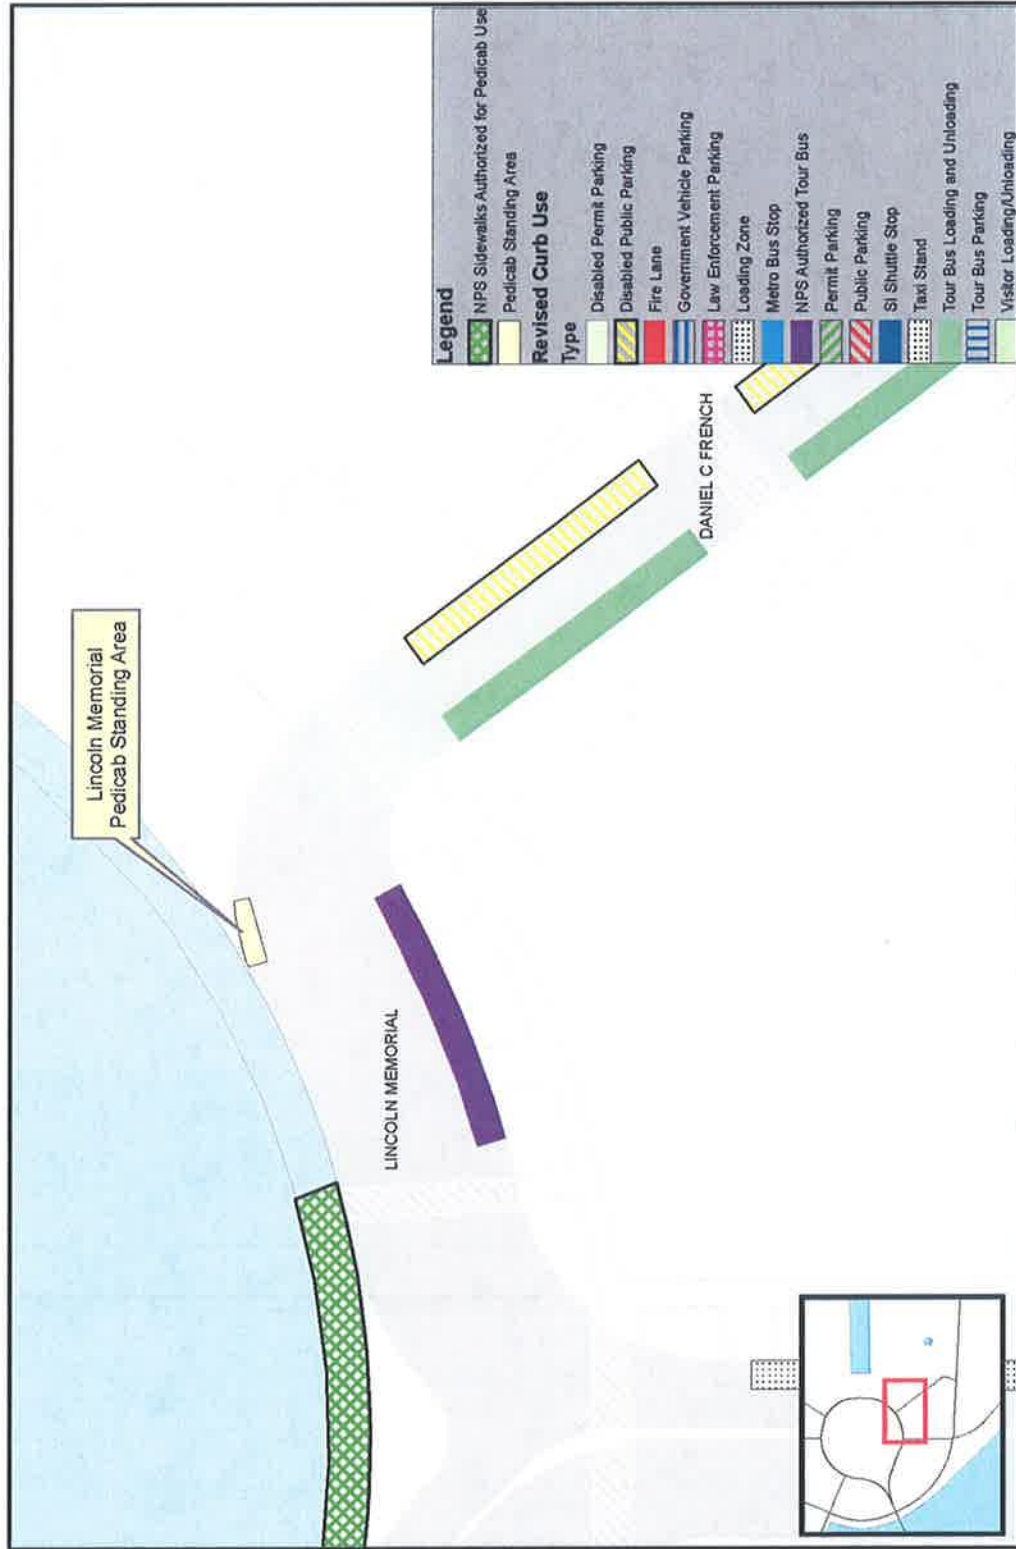 Lincoln Memorial
Pedicab Standing Area
LINCOLN MEMORIAL
DANIEL C FRENCH
Legend
NPS Sidewalks Authorized for Pedicab Use
Pedicab Standing Area
Revised Curb Use
Type
Disabled Permit Parking
Disabled Public Parking
Fire Lane
Government Vehicle Parking
Law Enforcement Parking
Loading Zone
Metro Bus Stop
NPS Authorized Tour Bus
Permit Parking
Public Parking
SI Shuttle Stop
Taxi Stand
Tour Bus Loading and Unloading
Tour Bus Parking
Visitor Loading/Unloading